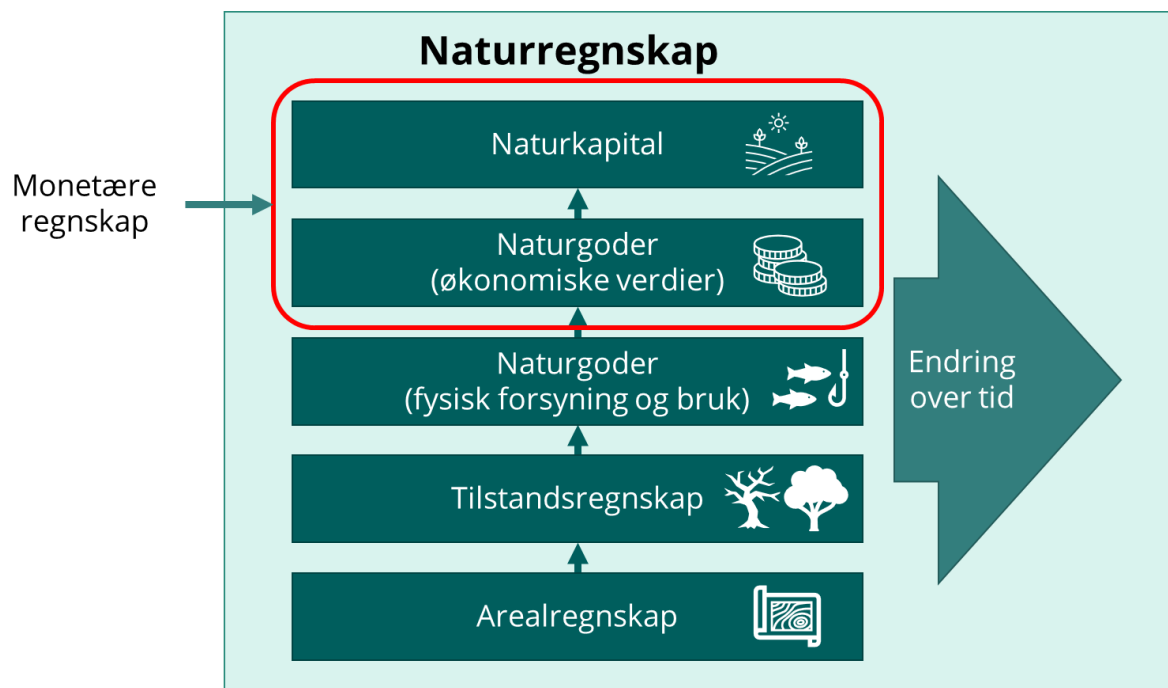 Naturregnskap
Monetære
regnskap
Naturkapital
Naturgoder
(økonomiske verdier)
Naturgoder
(fysisk forsyning og bruk)
Tilstandsregnskap
Arealregnskap
Endring
over tid